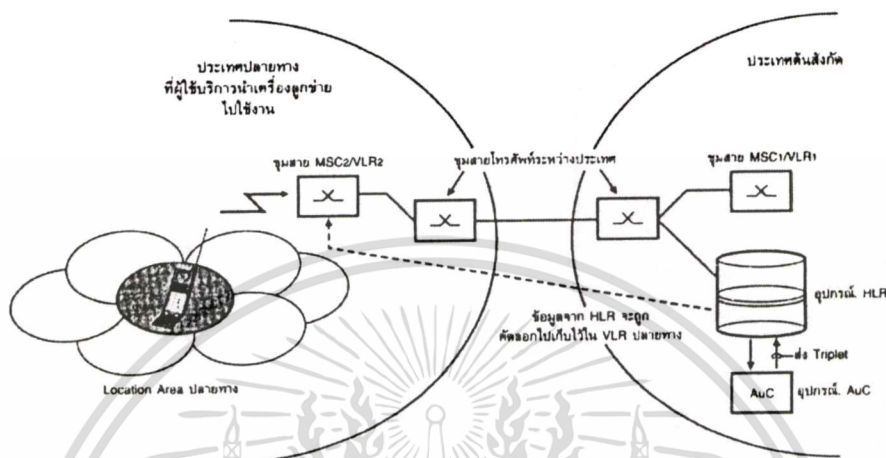 ประเทศปลายทาง
ที่ผู้ใช้บริการนำเครื่องลูกข่าย
ไปใช้งาน
ประเทศต้นสังกัด
ชุมสาย MSC2/VLR2
ชุมสายโทรศัพท์ระหว่างประเทศ
ชุมสาย MSC1/VLR1
อุปกรณ์ HLR
ข้อมูลจาก HLR จะถูก
คัดลอกไปเก็บไว้ใน VLR ปลายทาง
ส่ง Triplet
Location Area ปลายทาง
AuC
อุปกรณ์ AuC